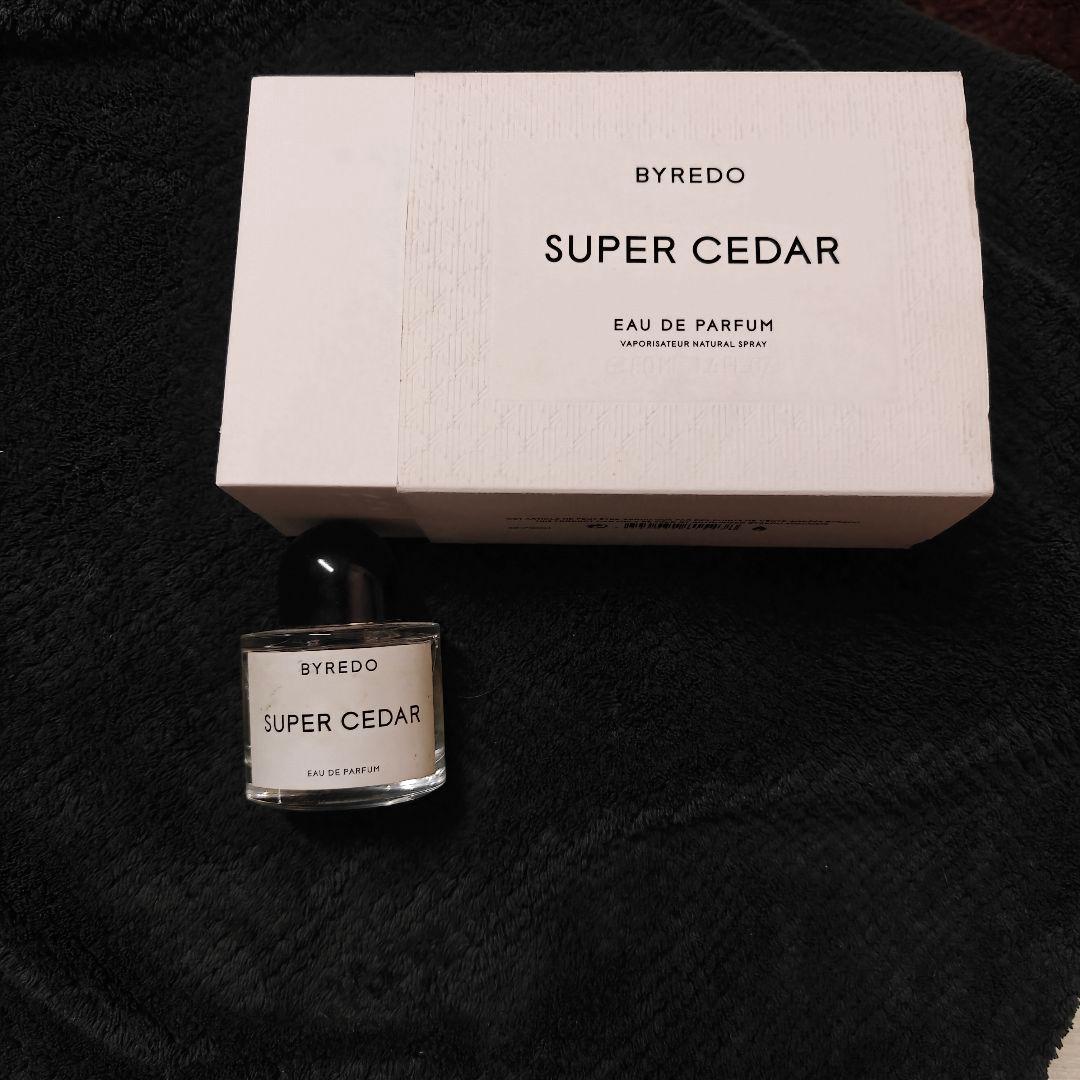 BYREDO
SUPER CEDAR
EAU DE PARFUM
VAPORISATEUR NATURAL SPRAY
BYREDO
SUPER CEDAR
EAU DE PARFUM